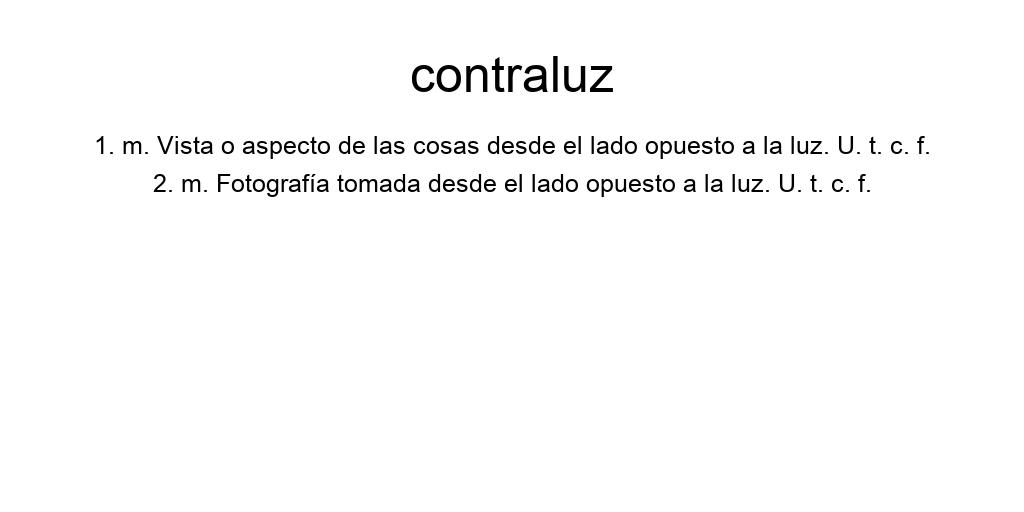 contraluz
1. m. Vista o aspecto de las cosas desde el lado opuesto a la luz. U. t. c. f.
2. m. Fotografía tomada desde el lado opuesto a la luz. U. t. c. f.